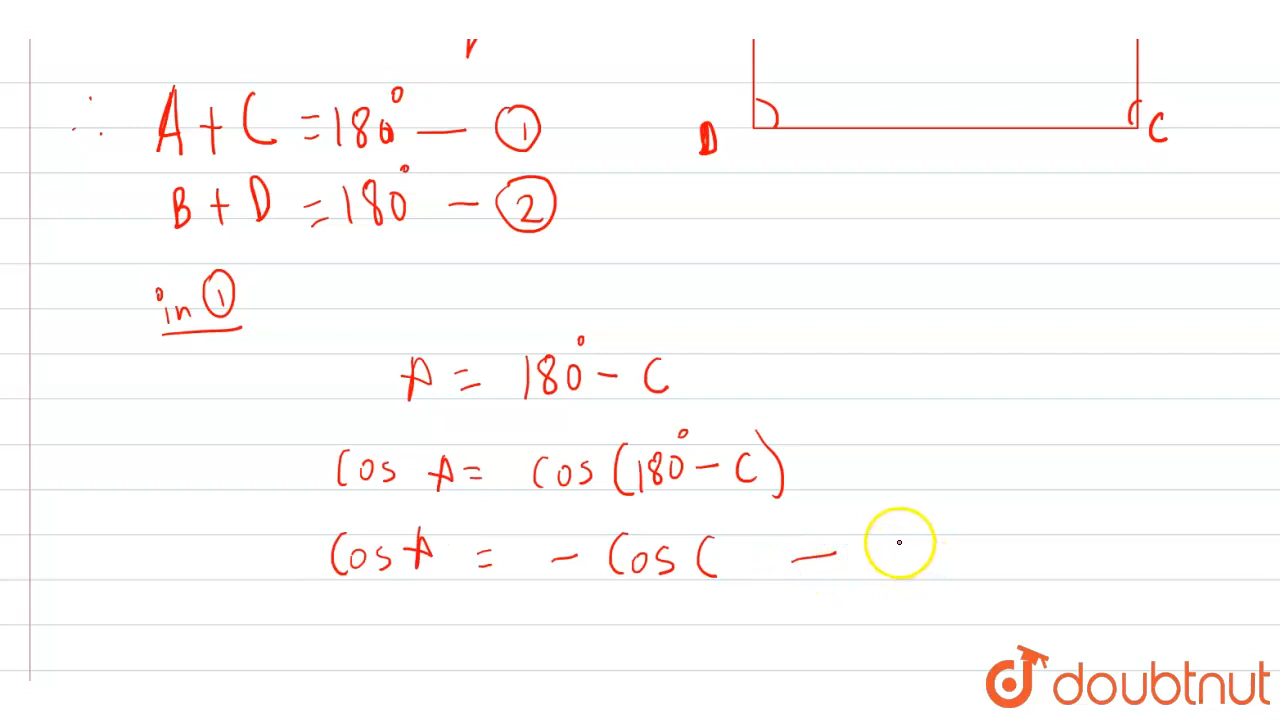 ∴ A + C = 180° — ①
B + D = 180° — ②
D C
in ①
A = 180° - C
Cos A = Cos (180° - C)
Cos A = - Cos C —
doubtnut